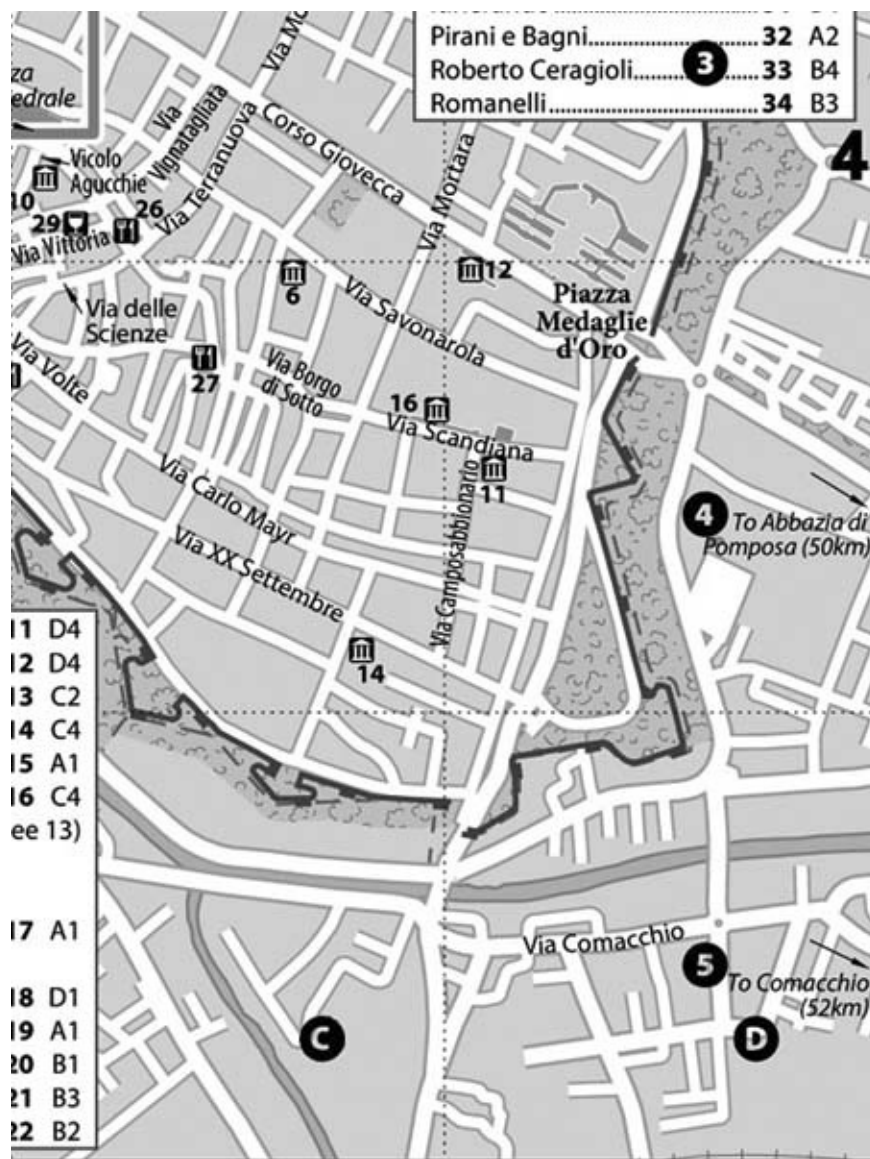 Pirani e Bagni 32 A2
Roberto Ceragioli 33 B4
Romanelli 34 B3
3
4
Via
Vignatagliata
Vicolo
Agucchie
10
29
26
Via Vittoria
Via Terranuova
Corso Giovecca
Via Mortara
12
6
Via Savonarola
Piazza
Medaglie
d'Oro
Via delle
Scienze
Via Volte
27
Via Borgo
di Sotto
16
Via Scandiana
11
Via Camposabbionario
Via Carlo Mayr
Via XX Settembre
14
4
To Abbazia di
Pomposa (50km)
11 D4
12 D4
13 C2
14 C4
15 A1
16 C4
ee 13)
17 A1
18 D1
19 A1
20 B1
21 B3
22 B2
Via Comacchio
5
To Comacchio
(52km)
C
D